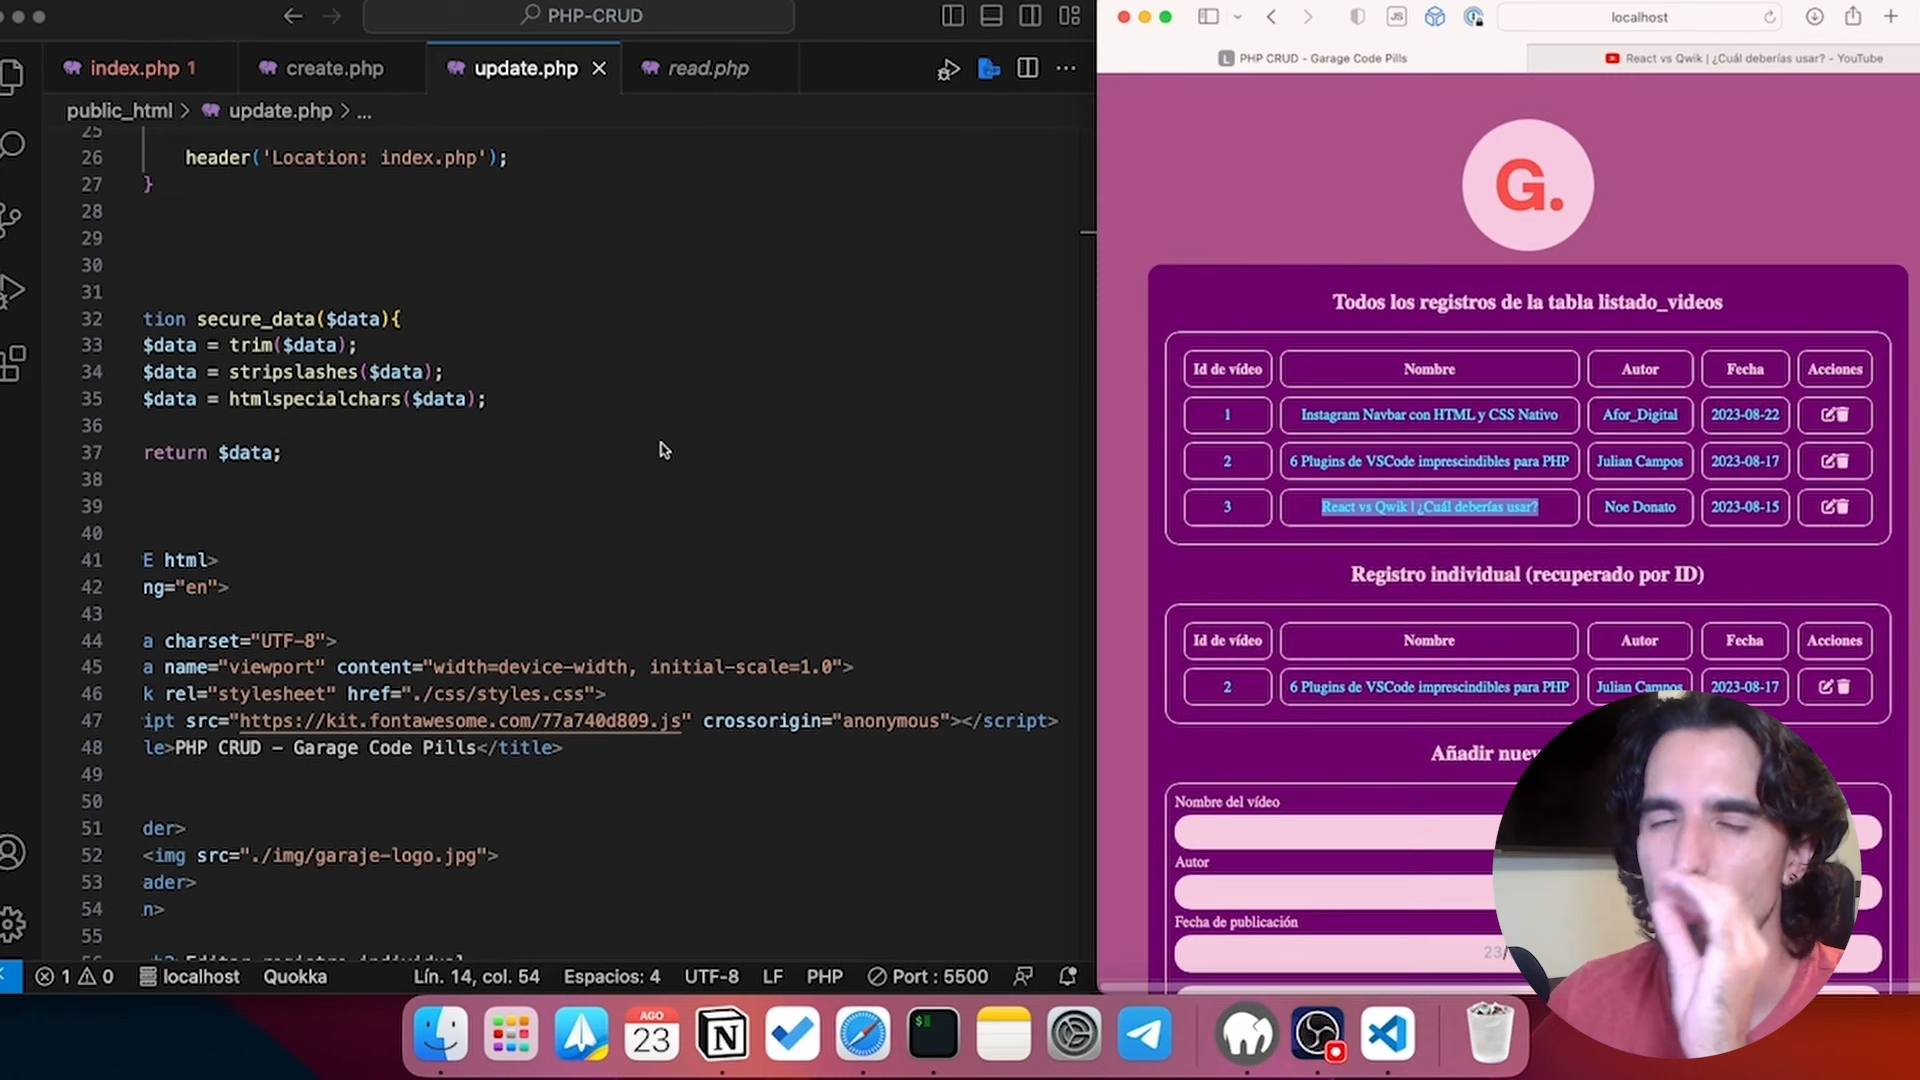 PHP-CRUD
index.php 1
create.php
update.php
read.php
public_html > update.php > ...
25
26 header('Location: index.php');
27 }
28
29
30
31
32 tion secure_data($data){
33 $data = trim($data);
34 $data = stripslashes($data);
35 $data = htmlspecialchars($data);
36
37 return $data;
38
39
40
41 E html>
42 ng="en">
43
44 a charset="UTF-8">
45 a name="viewport" content="width=device-width, initial-scale=1.0">
46 k rel="stylesheet" href="./css/styles.css">
47 ipt src="https://kit.fontawesome.com/77a740d809.js" crossorigin="anonymous"></script>
48 le>PHP CRUD - Garage Code Pills</title>
49
50
51 der>
52 <img src="./img/garaje-logo.jpg">
53 ader>
54 n>
55
1 0 localhost Quokka Lín. 14, col. 54 Espacios: 4 UTF-8 LF PHP Port : 5500
localhost
L PHP CRUD - Garage Code Pills
React vs Qwik | ¿Cuál deberías usar? - YouTube
JS
G.
Todos los registros de la tabla listado_videos
Id de vídeo Nombre Autor Fecha Acciones
1 Instagram Navbar con HTML y CSS Nativo Afor_Digital 2023-08-22
2 6 Plugins de VSCode imprescindibles para PHP Julian Campos 2023-08-17
3 React vs Qwik | ¿Cuál deberías usar? Noe Donato 2023-08-15
Registro individual (recuperado por ID)
Id de vídeo Nombre Autor Fecha Acciones
2 6 Plugins de VSCode imprescindibles para PHP Julian Campos 2023-08-17
Añadir nuev
Nombre del vídeo
Autor
Fecha de publicación
23/
AGO
23
N
$